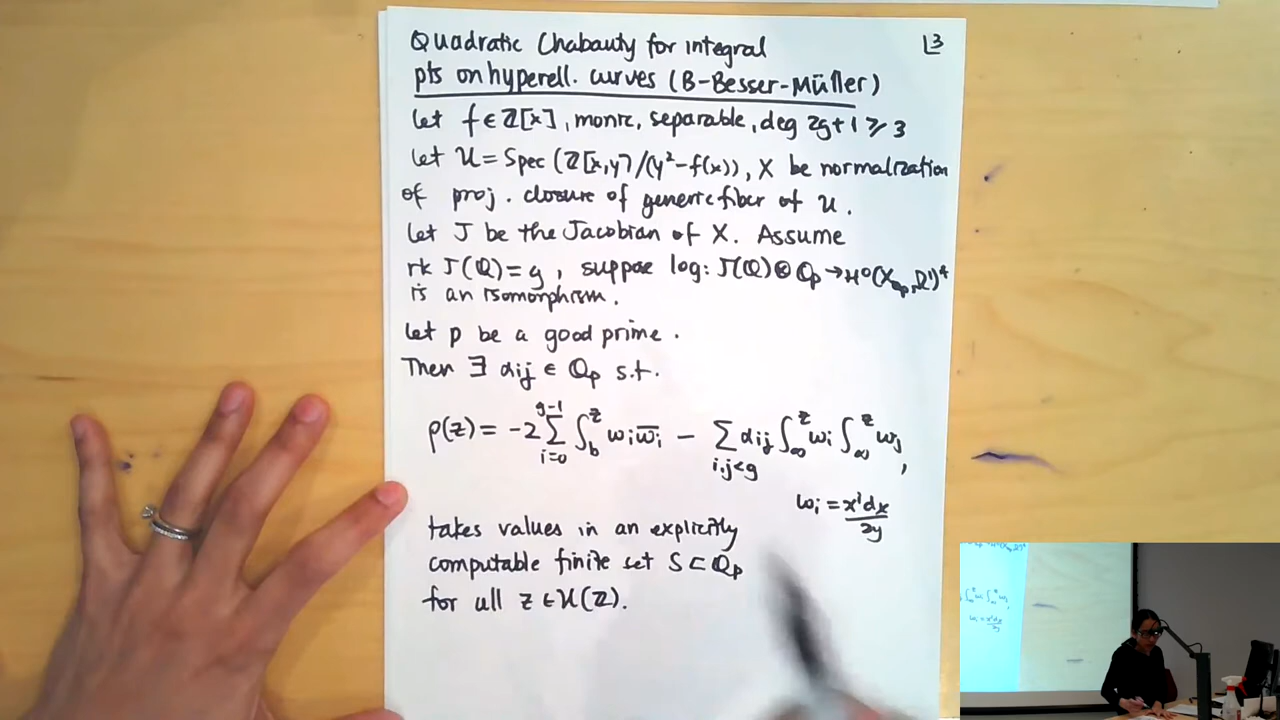 Quadratic Chabauty for integral
pts on hyperell. curves (B-Besser-Müller)
3
Let f ∈ ℤ[x], monic, separable, deg 2g+1 ≥ 3
Let 𝒰 = Spec (ℤ[x,y]/(y²-f(x))), X be normalization
of proj. closure of generic fiber of 𝒰.
Let J be the Jacobian of X. Assume
rk J(ℚ) = g, suppose log: J(ℚ) ⊗ ℚp → H⁰(X_ℚp, Ω¹)*
is an isomorphism.
Let p be a good prime.
Then ∃ αij ∈ ℚp s.t.
ρ(z) = -2 ∑_{i=0}^{g-1} ∫_b^z ωi ω̄i - ∑_{i,j<g} αij ∫_∞^z ωi ∫_∞^z ωj,
ωi = x^i dx / 2y
takes values in an explicitly
computable finite set S ⊂ ℚp
for all z ∈ 𝒰(ℤ).